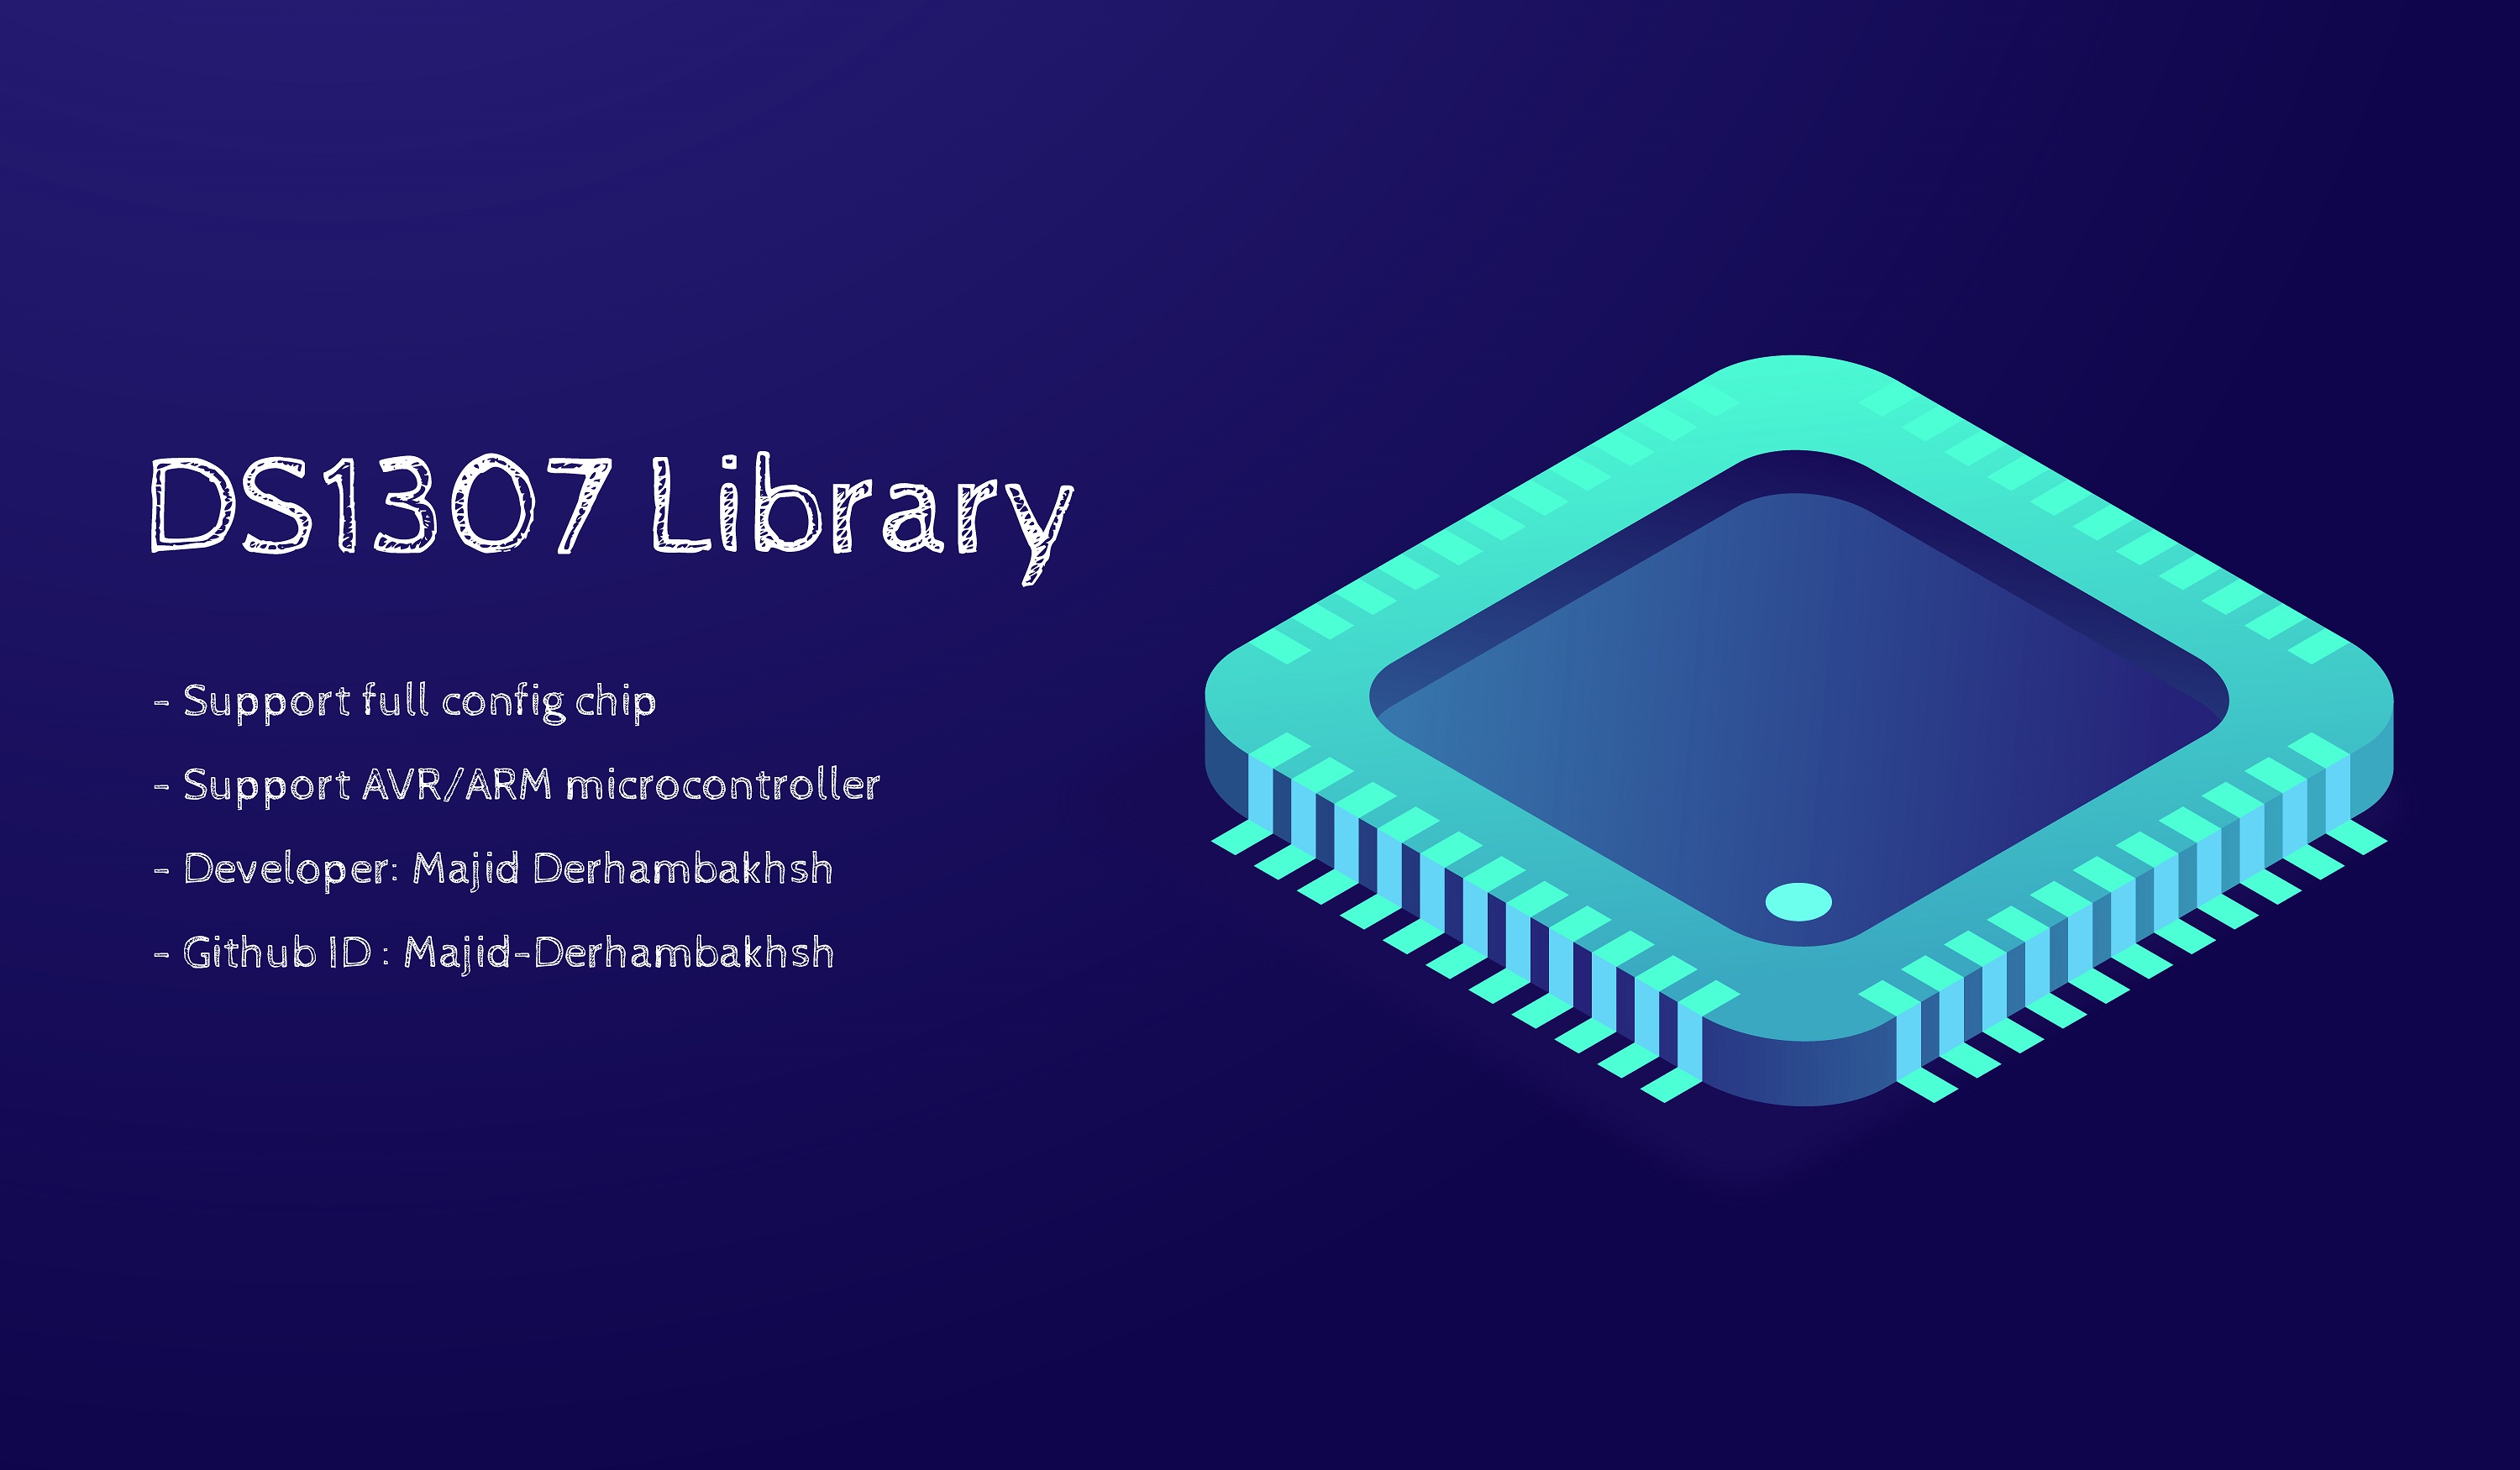 DS1307 Library
- Support full config chip
- Support AVR/ARM microcontroller
- Developer: Majid Derhambakhsh
- Github ID : Majid-Derhambakhsh